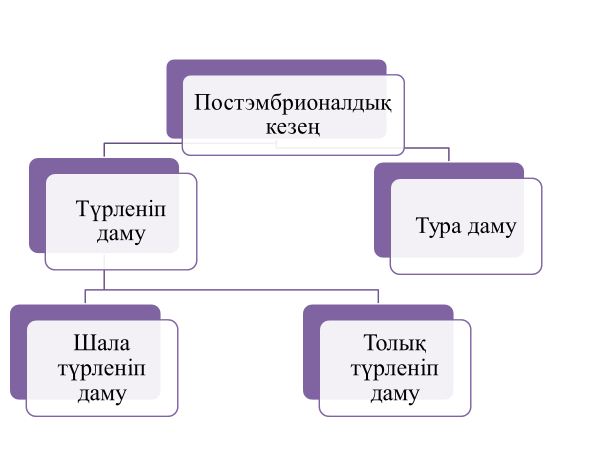 Постэмбрионалдық
кезең
Түрленіп
даму
Тура даму
Шала
түрленіп
даму
Толық
түрленіп
даму